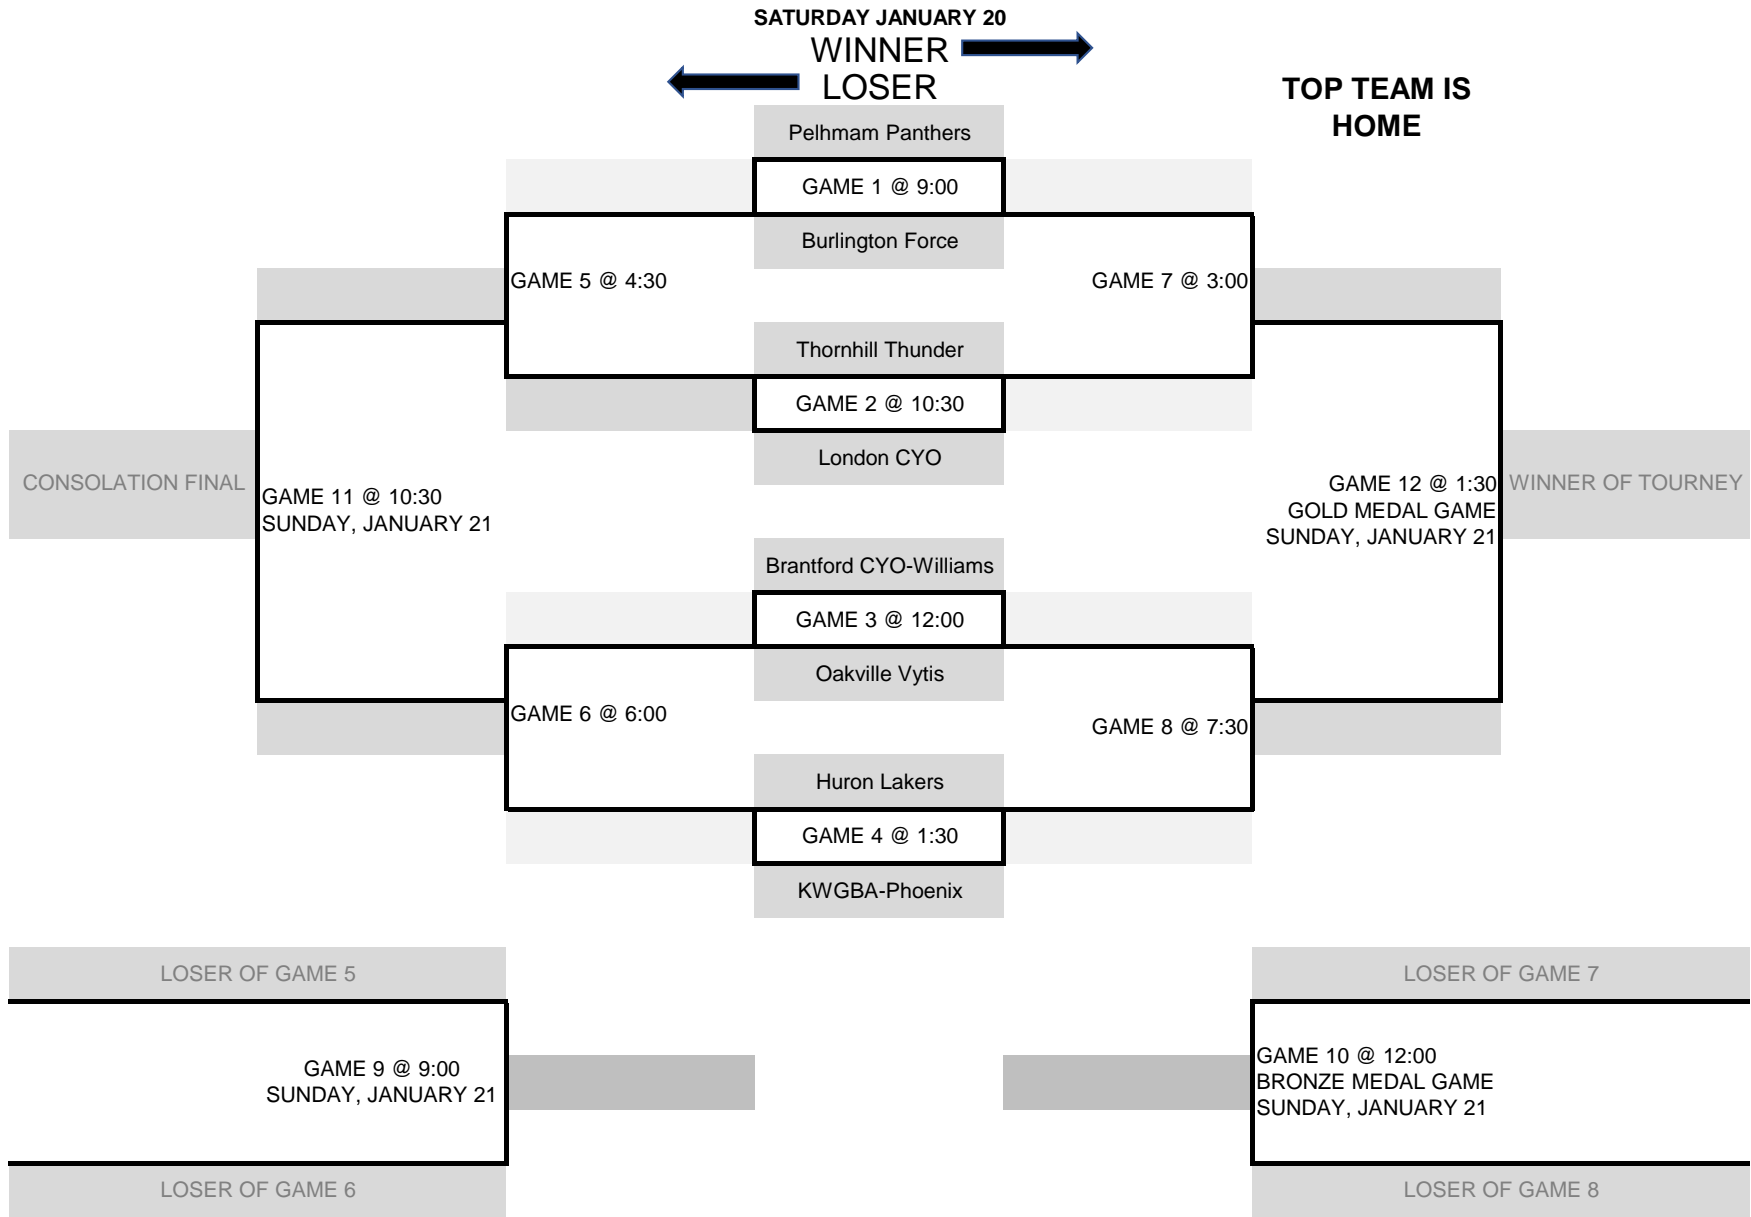 SATURDAY JANUARY 20
WINNER
LOSER
TOP TEAM IS
HOME
Pelhmam Panthers
GAME 1 @ 9:00
Burlington Force
GAME 5 @ 4:30
GAME 7 @ 3:00
Thornhill Thunder
GAME 2 @ 10:30
London CYO
CONSOLATION FINAL
GAME 11 @ 10:30
SUNDAY, JANUARY 21
GAME 12 @ 1:30
GOLD MEDAL GAME
SUNDAY, JANUARY 21
WINNER OF TOURNEY
Brantford CYO-Williams
GAME 3 @ 12:00
Oakville Vytis
GAME 6 @ 6:00
GAME 8 @ 7:30
Huron Lakers
GAME 4 @ 1:30
KWGBA-Phoenix
LOSER OF GAME 5
LOSER OF GAME 7
GAME 9 @ 9:00
SUNDAY, JANUARY 21
GAME 10 @ 12:00
BRONZE MEDAL GAME
SUNDAY, JANUARY 21
LOSER OF GAME 6
LOSER OF GAME 8